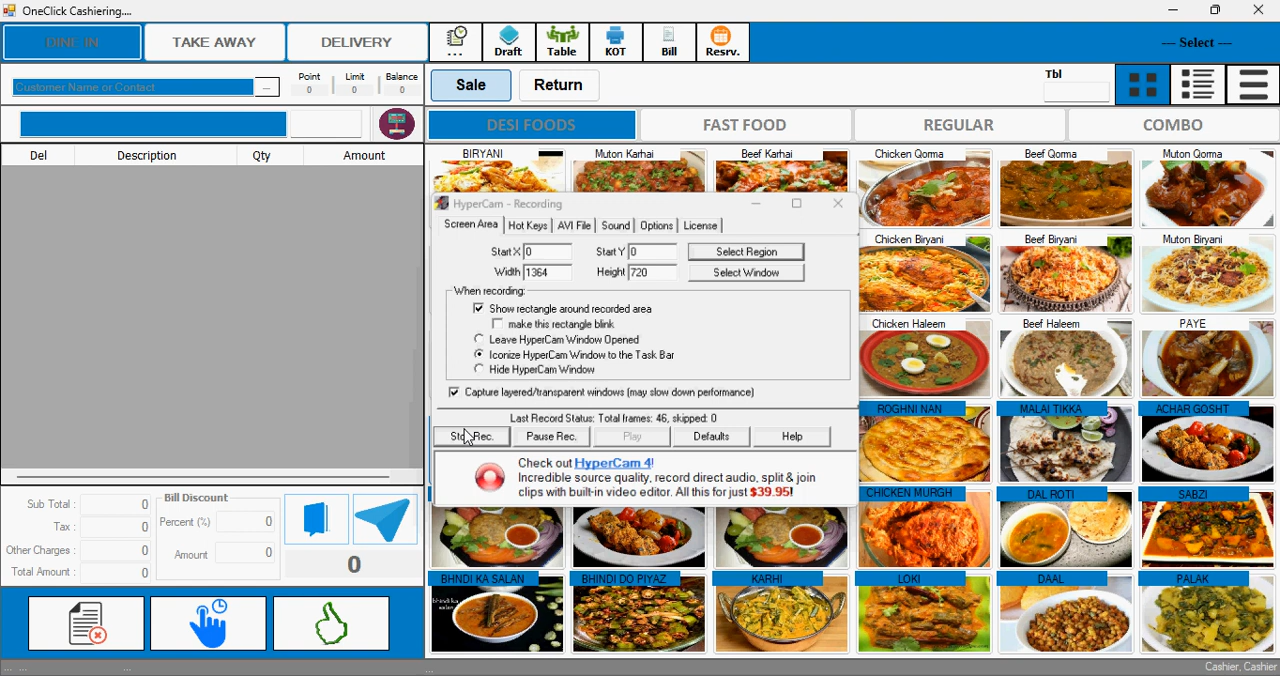 OneClick Cashiering....
DINE IN
TAKE AWAY
DELIVERY
...
Draft
Table
KOT
Bill
Resrv.
--- Select ---
Customer Name or Contact
...
Point
0
Limit
0
Balance
0
Sale
Return
Tbl
DESI FOODS
FAST FOOD
REGULAR
COMBO
Del
Description
Qty
Amount
BIRYANI
Muton Karhai
Beef Karhai
Chicken Qorma
Beef Qorma
Muton Qorma
HyperCam - Recording
Screen Area
Hot Keys
AVI File
Sound
Options
License
Start X 0
Start Y 0
Select Region
Width 1364
Height 720
Select Window
When recording:
Show rectangle around recorded area
make this rectangle blink
Leave HyperCam Window Opened
Iconize HyperCam Window to the Task Bar
Hide HyperCam Window
Capture layered/transparent windows (may slow down performance)
Last Record Status: Total frames: 46, skipped: 0
Pause Rec.
Play
Defaults
Help
Check out HyperCam 4!
Incredible source quality, record direct audio, split & join
clips with built-in video editor. All this for just $39.95!
Chicken Biryani
Beef Biryani
Muton Biryani
Chicken Haleem
Beef Haleem
PAYE
ROGHNI NAN
MALAI TIKKA
ACHAR GOSHT
CHICKEN MURGH
DAL ROTI
SABZI
BHNDI KA SALAN
BHINDI DO PIYAZ
KARHI
LOKI
DAAL
PALAK
Sub Total : 0
Tax : 0
Other Charges : 0
Total Amount : 0
Bill Discount
Percent (%) 0
Amount 0
0
... ...
...
...
Cashier, Cashier